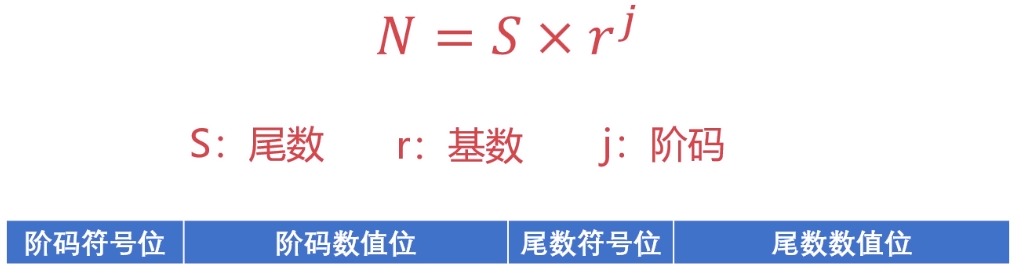 N = S × r^j
S：尾数 r：基数 j：阶码
阶码符号位 阶码数值位 尾数符号位 尾数数值位